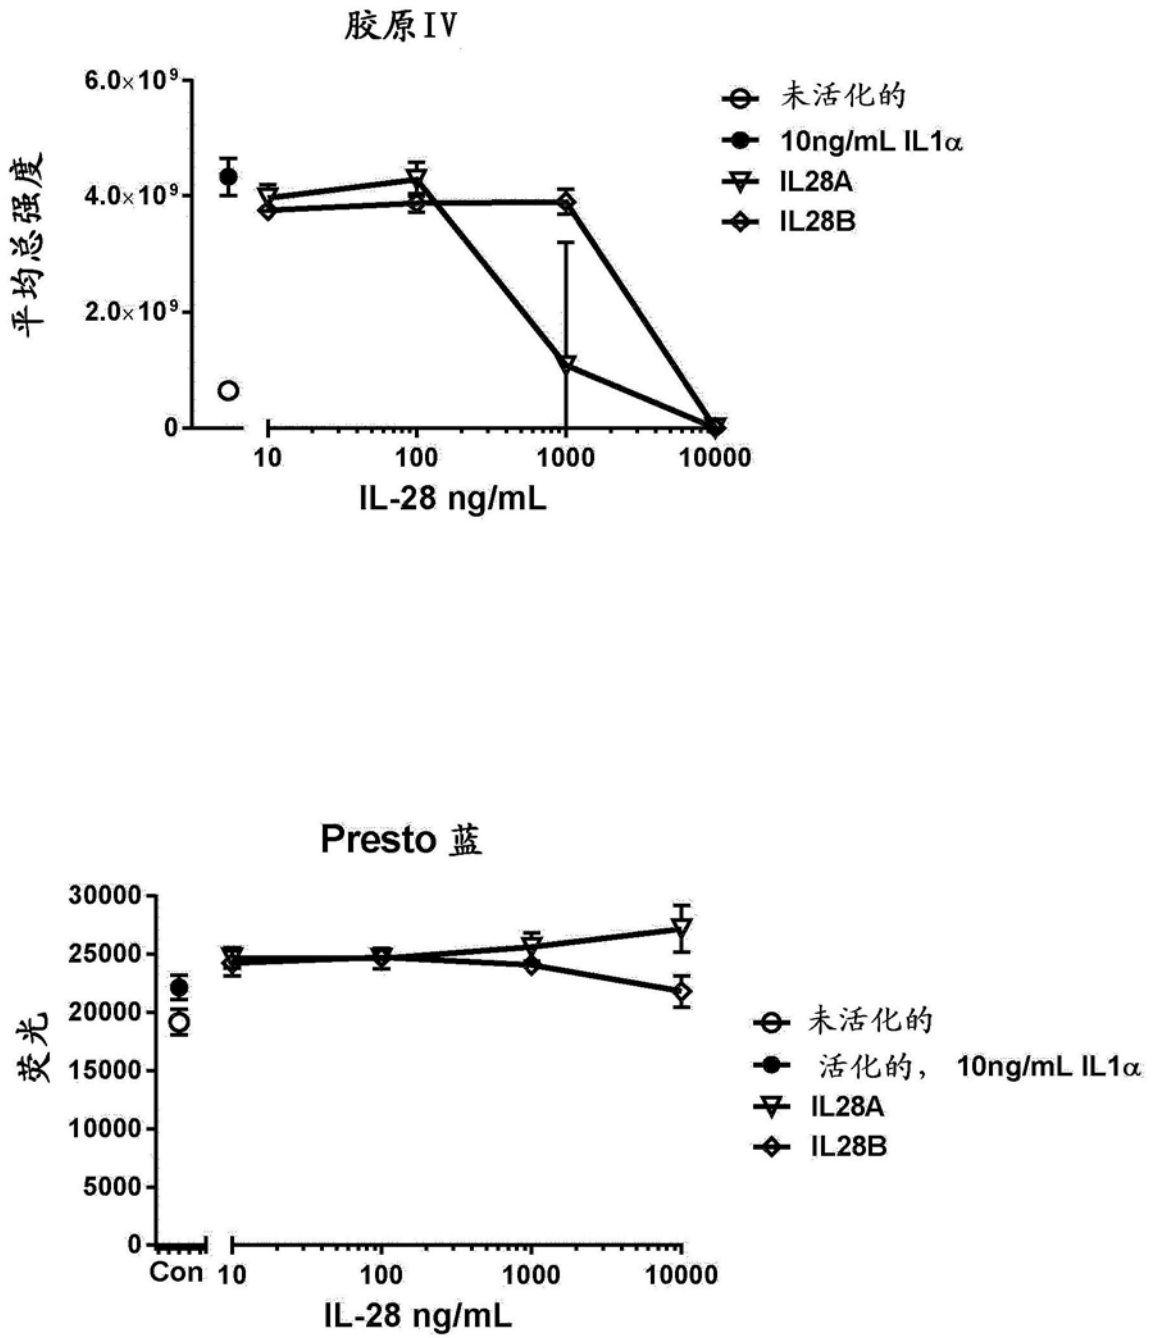 胶原IV
6.0×10⁹
4.0×10⁹
2.0×10⁹
0
平均总强度
10 100 1000 10000
IL-28 ng/mL
未活化的
10ng/mL IL1α
IL28A
IL28B
Presto 蓝
30000
25000
20000
15000
10000
5000
0
荧光
Con 10 100 1000 10000
IL-28 ng/mL
未活化的
活化的， 10ng/mL IL1α
IL28A
IL28B